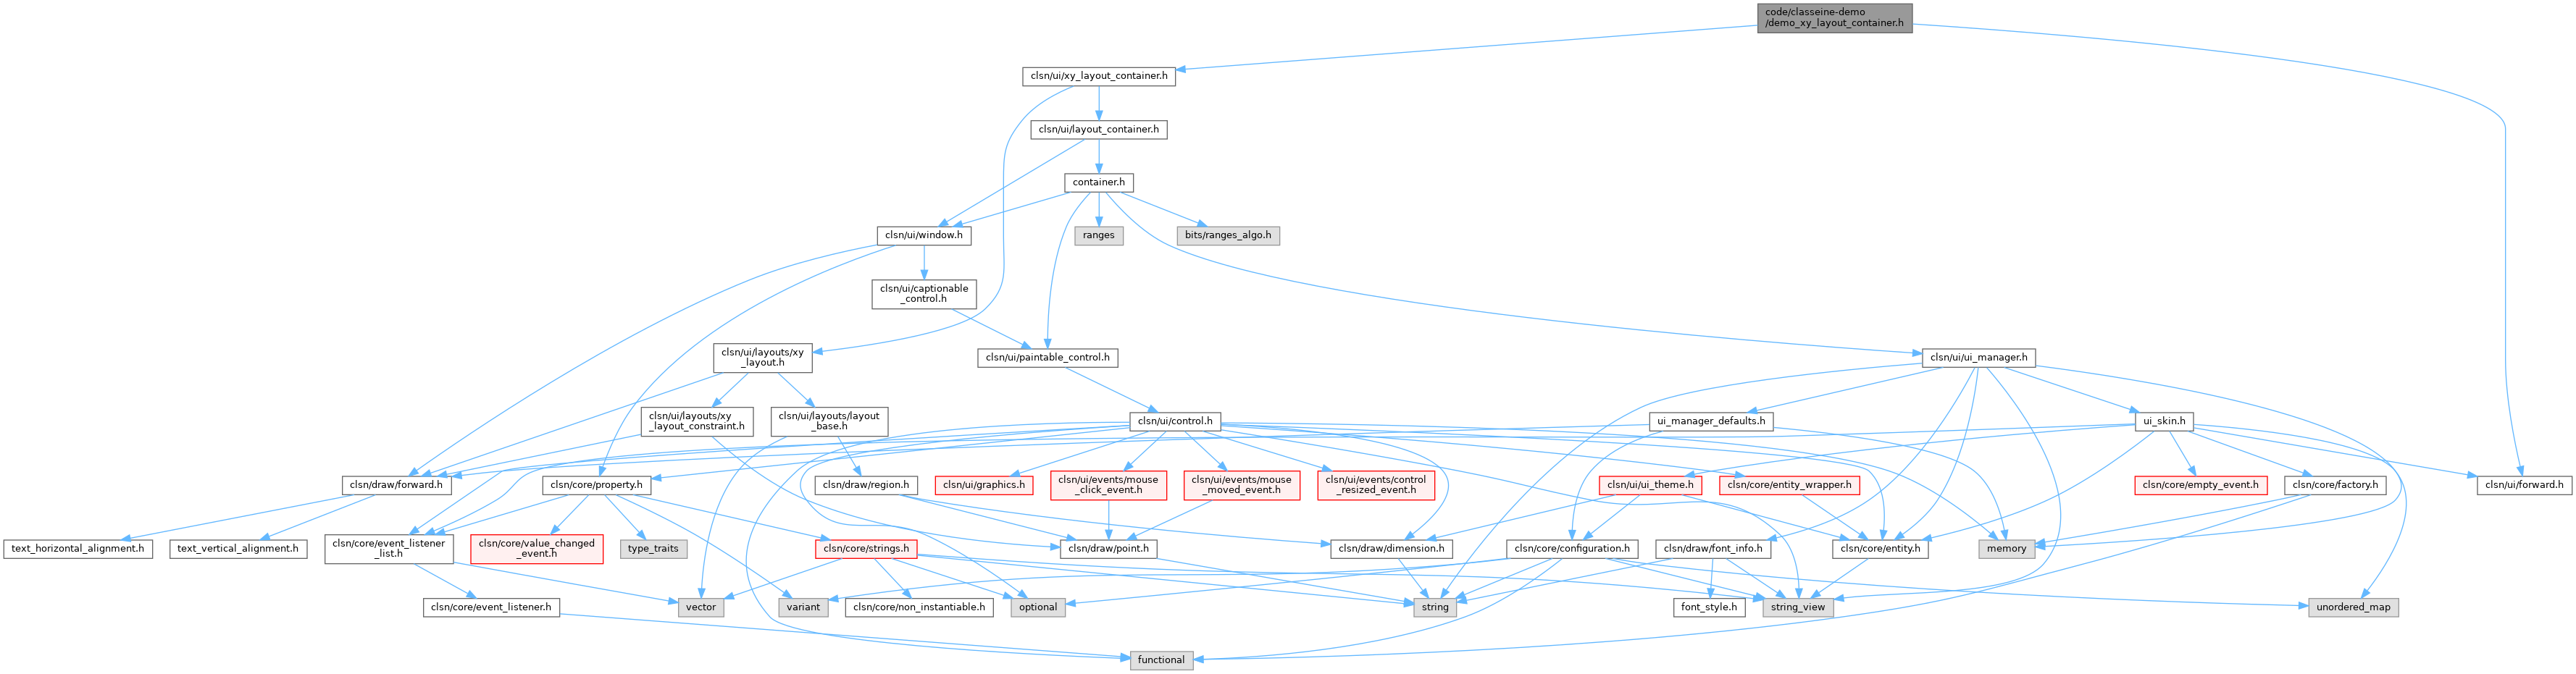 code/classeine-demo
/demo_xy_layout_container.h
clsn/ui/xy_layout_container.h
clsn/ui/layout_container.h
container.h
clsn/ui/window.h
ranges
bits/ranges_algo.h
clsn/ui/captionable
_control.h
clsn/ui/layouts/xy
_layout.h
clsn/ui/paintable_control.h
clsn/ui/ui_manager.h
clsn/ui/layouts/xy
_layout_constraint.h
clsn/ui/layouts/layout
_base.h
clsn/ui/control.h
ui_manager_defaults.h
ui_skin.h
clsn/draw/forward.h
clsn/core/property.h
clsn/draw/region.h
clsn/ui/graphics.h
clsn/ui/events/mouse
_click_event.h
clsn/ui/events/mouse
_moved_event.h
clsn/ui/events/control
_resized_event.h
clsn/ui/ui_theme.h
clsn/core/entity_wrapper.h
clsn/core/empty_event.h
clsn/core/factory.h
clsn/ui/forward.h
text_horizontal_alignment.h
text_vertical_alignment.h
clsn/core/event_listener
_list.h
clsn/core/value_changed
_event.h
type_traits
clsn/core/strings.h
clsn/draw/point.h
clsn/draw/dimension.h
clsn/core/configuration.h
clsn/draw/font_info.h
clsn/core/entity.h
memory
clsn/core/event_listener.h
vector
variant
clsn/core/non_instantiable.h
optional
string
font_style.h
string_view
unordered_map
functional